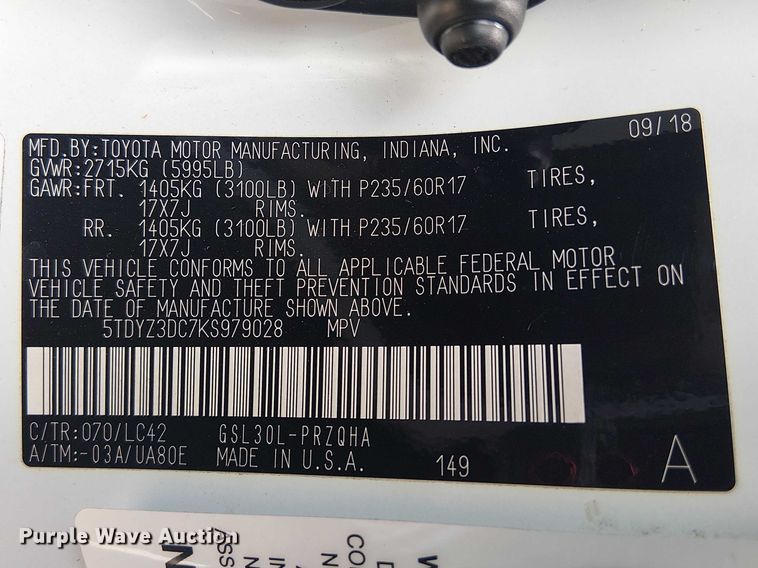 MFD.BY:TOYOTA MOTOR MANUFACTURING, INDIANA, INC. 09/18
GVWR:2715KG (5995LB)
GAWR:FRT. 1405KG (3100LB) WITH P235/60R17 TIRES,
17X7J RIMS.
RR. 1405KG (3100LB) WITH P235/60R17 TIRES,
17X7J RIMS.
THIS VEHICLE CONFORMS TO ALL APPLICABLE FEDERAL MOTOR
VEHICLE SAFETY AND THEFT PREVENTION STANDARDS IN EFFECT ON
THE DATE OF MANUFACTURE SHOWN ABOVE.
5TDYZ3DC7KS979028 MPV
C/TR:070/LC42 GSL30L-PRZQHA
A/TM:-03A/UA80E MADE IN U.S.A. 149 A
Purple Wave Auction